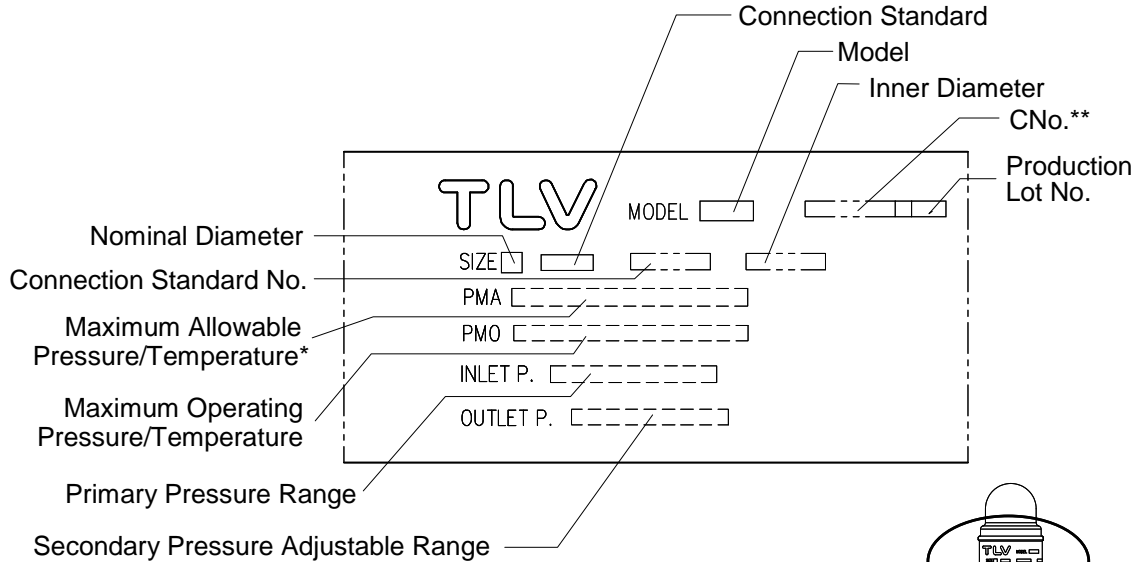 Connection Standard
Model
Inner Diameter
CNo.**
Production
Lot No.
TLV
MODEL
Nominal Diameter
SIZE
Connection Standard No.
PMA
Maximum Allowable
Pressure/Temperature*
PMO
INLET P.
Maximum Operating
Pressure/Temperature
OUTLET P.
Primary Pressure Range
Secondary Pressure Adjustable Range
TLV